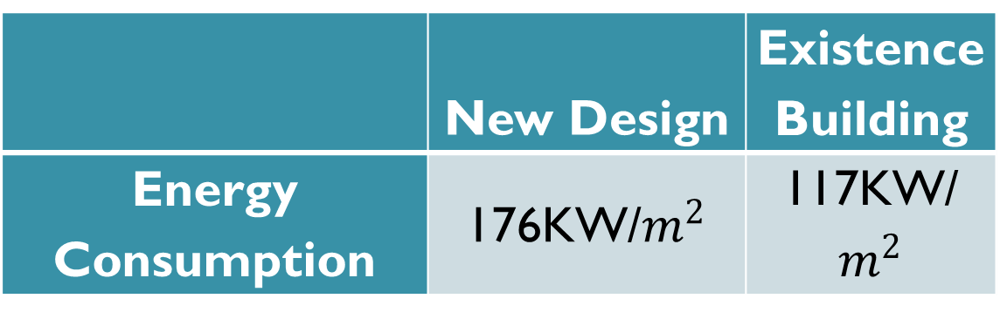 New Design
Existence
Building
Energy
Consumption
176KW/m²
117KW/
m²